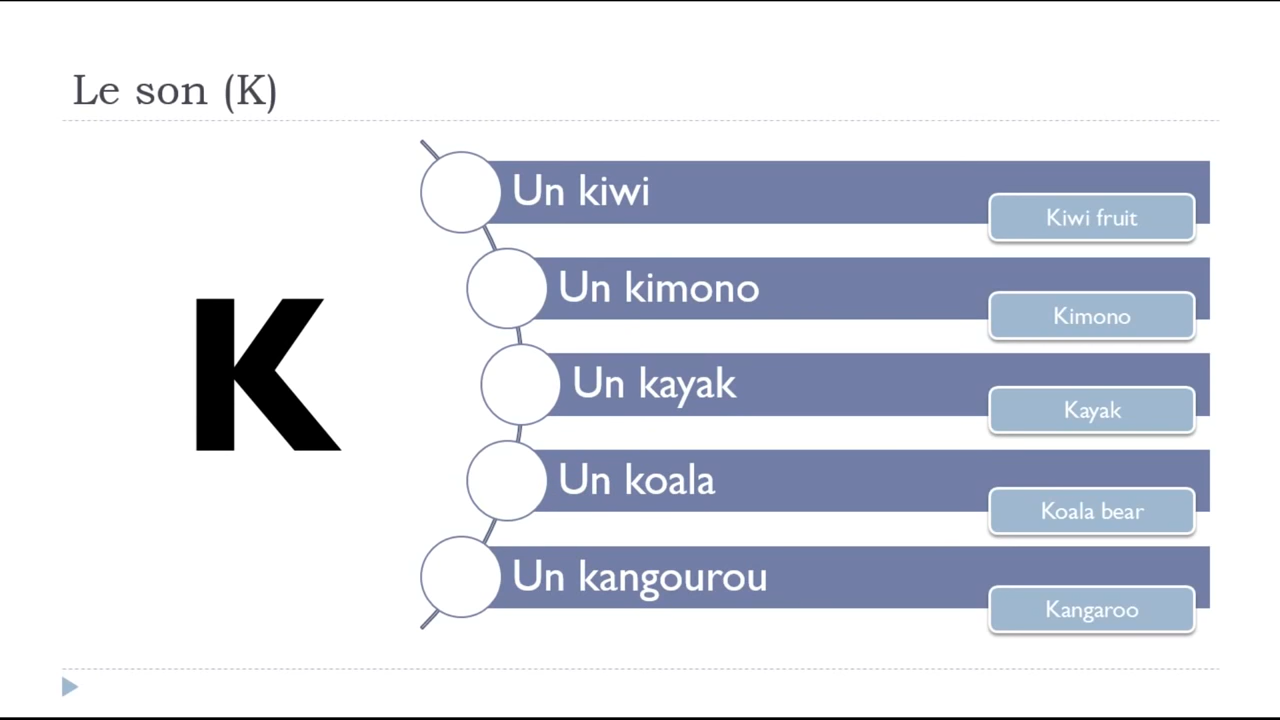 Le son (K)
K
Un kiwi
Kiwi fruit
Un kimono
Kimono
Un kayak
Kayak
Un koala
Koala bear
Un kangourou
Kangaroo